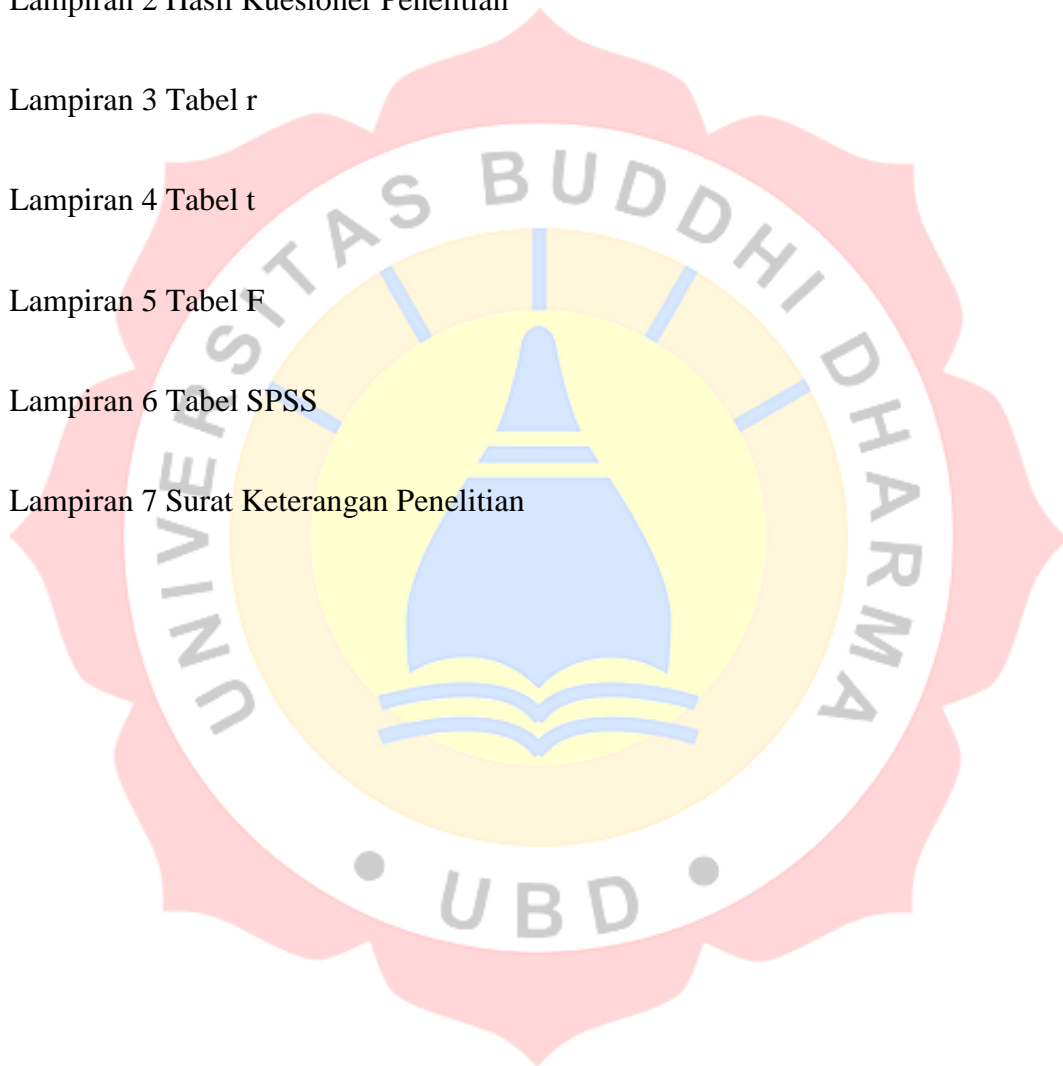 Lampiran 2 Hasil Kuesioner Penelitian
Lampiran 3 Tabel r
Lampiran 4 Tabel t
Lampiran 5 Tabel F
Lampiran 6 Tabel SPSS
Lampiran 7 Surat Keterangan Penelitian
UNIVERSITAS BUDDHI DHARMA
• UBD •